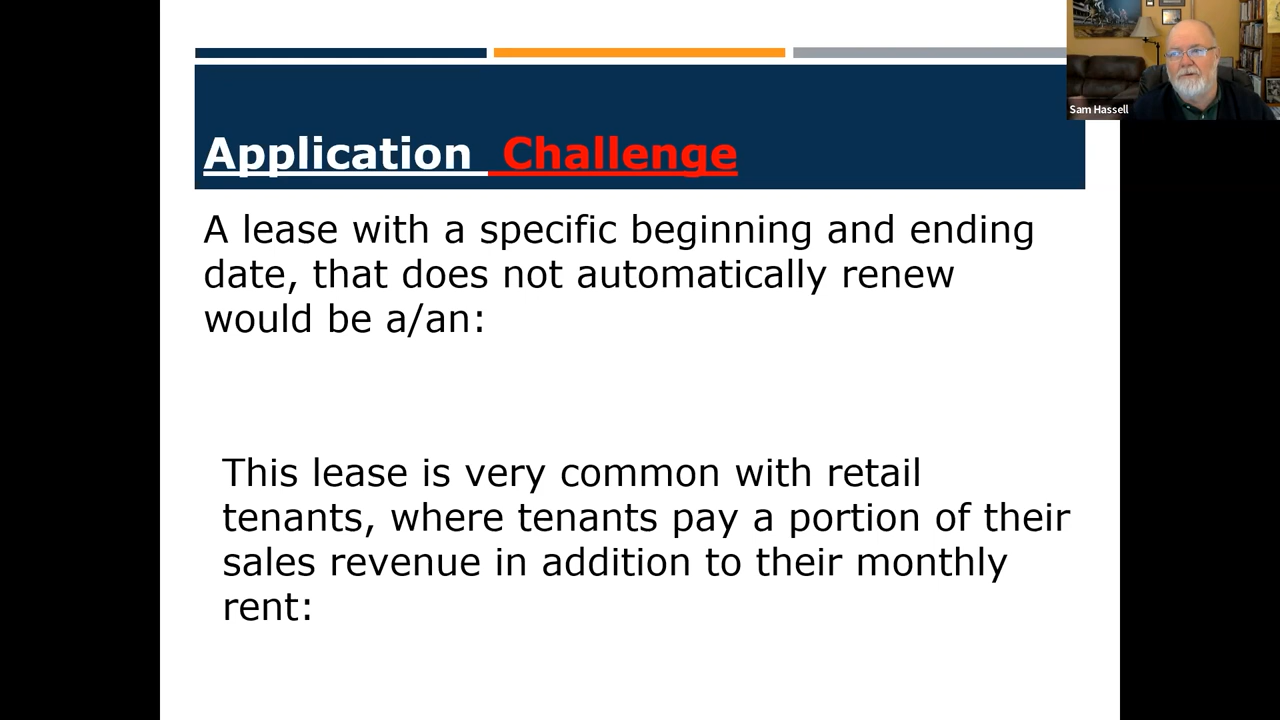 Sam Hassell
Application Challenge
A lease with a specific beginning and ending
date, that does not automatically renew
would be a/an:
This lease is very common with retail
tenants, where tenants pay a portion of their
sales revenue in addition to their monthly
rent: